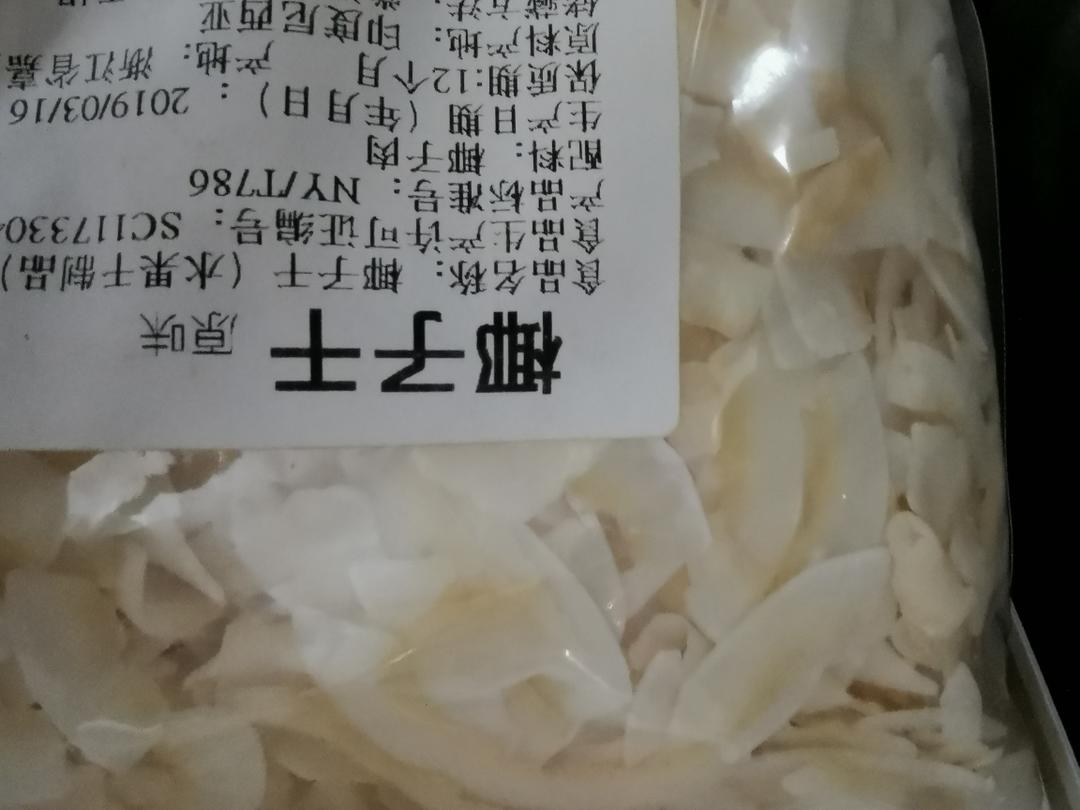 椰子干 原味
食品名称：椰子干（水果干制品）
食品生产许可证编号：SC117330
产品标准号：NY/T786
配料：椰子肉
生产日期（年月日）：2019/03/16
保质期：12个月 产地：浙江省嘉
原料产地：印度尼西亚